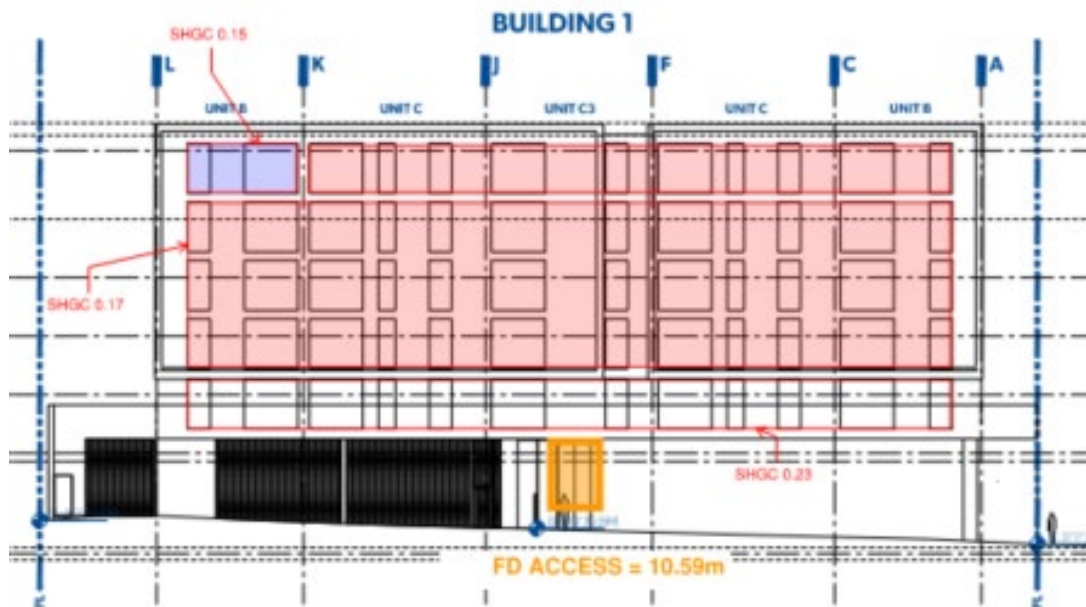 BUILDING 1
SHGC 0.15
L K J F C A
UNIT B UNIT C UNIT C3 UNIT C UNIT B
SHGC 0.17
SHGC 0.23
FD ACCESS = 10.59m